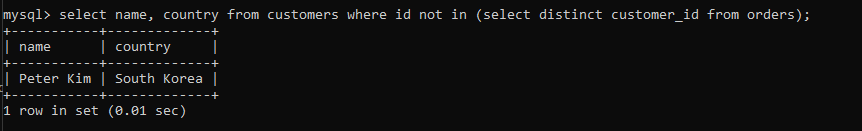 mysql> select name, country from customers where id not in (select distinct customer_id from orders);
+-----------+-------------+
| name      | country     |
+-----------+-------------+
| Peter Kim | South Korea |
+-----------+-------------+
1 row in set (0.01 sec)